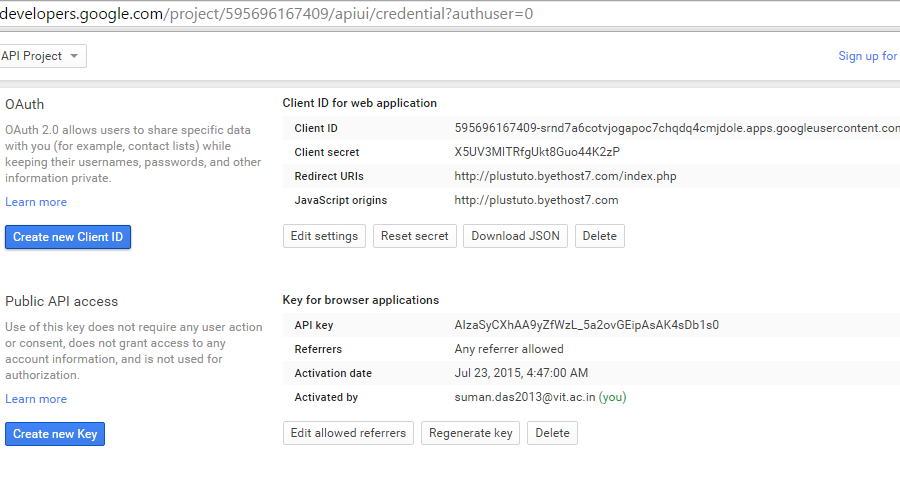 developers.google.com/project/595696167409/apiui/credential?authuser=0
API Project
Sign up for
OAuth
OAuth 2.0 allows users to share specific data
with you (for example, contact lists) while
keeping their usernames, passwords, and other
information private.
Learn more
Create new Client ID
Client ID for web application
Client ID 595696167409-srnd7a6cotvjogapoc7chqdq4cmjdole.apps.googleusercontent.com
Client secret X5UV3MITRfgUkt8Guo44K2zP
Redirect URIs http://plustuto.byethost7.com/index.php
JavaScript origins http://plustuto.byethost7.com
Edit settings Reset secret Download JSON Delete
Public API access
Use of this key does not require any user action
or consent, does not grant access to any
account information, and is not used for
authorization.
Learn more
Create new Key
Key for browser applications
API key AIzaSyCXhAA9yZfWzL_5a2ovGEipAsAK4sDb1s0
Referrers Any referrer allowed
Activation date Jul 23, 2015, 4:47:00 AM
Activated by suman.das2013@vit.ac.in (you)
Edit allowed referrers Regenerate key Delete